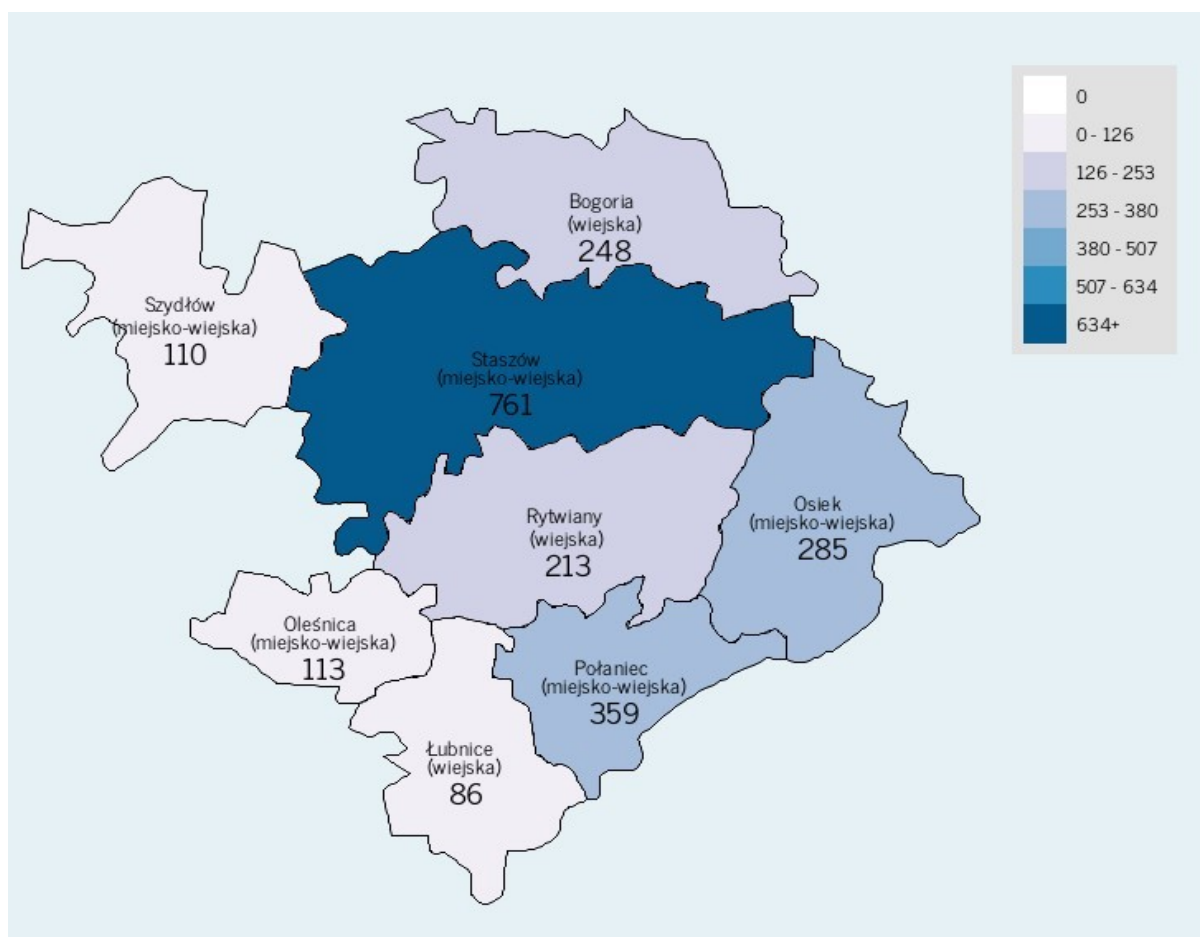 0
0 - 126
126 - 253
253 - 380
380 - 507
507 - 634
634+
Bogoria
(wiejska)
248
Szydłów
(miejsko-wiejska)
110
Staszów
(miejsko-wiejska)
761
Osiek
(miejsko-wiejska)
285
Rytwiany
(wiejska)
213
Oleśnica
(miejsko-wiejska)
113
Połaniec
(miejsko-wiejska)
359
Łubnice
(wiejska)
86